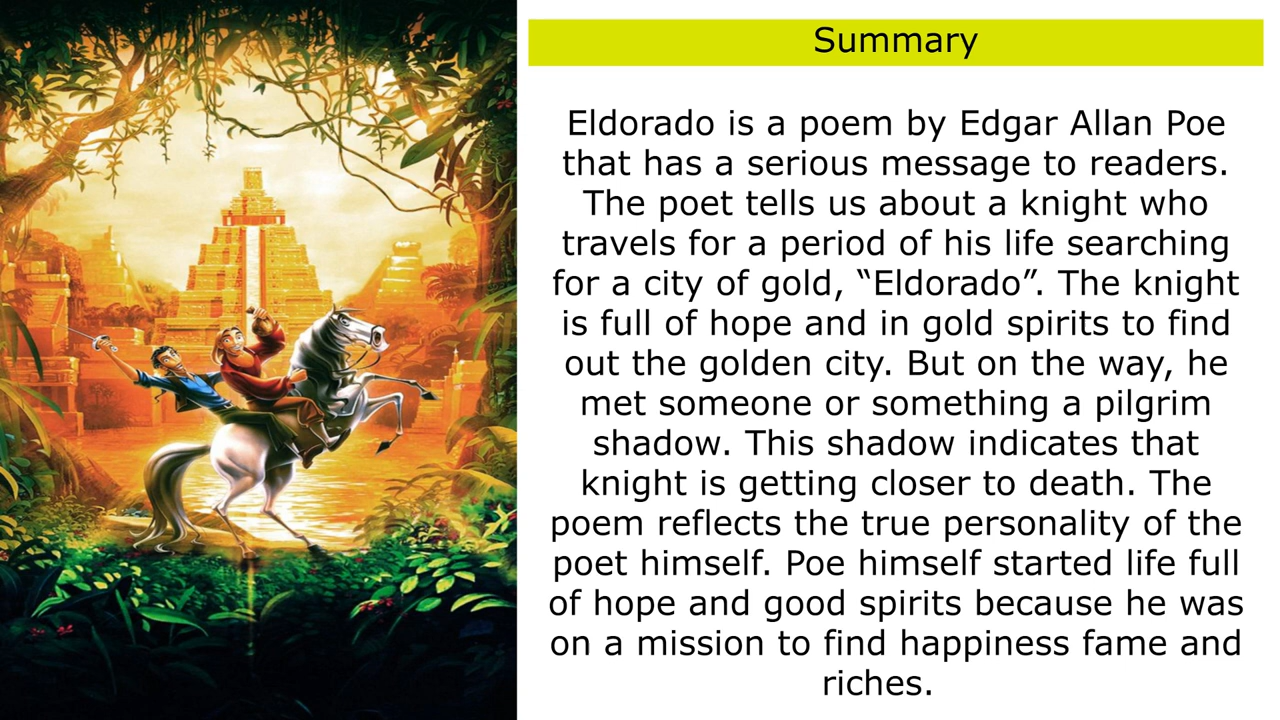 Summary
Eldorado is a poem by Edgar Allan Poe
that has a serious message to readers.
The poet tells us about a knight who
travels for a period of his life searching
for a city of gold, “Eldorado”. The knight
is full of hope and in gold spirits to find
out the golden city. But on the way, he
met someone or something a pilgrim
shadow. This shadow indicates that
knight is getting closer to death. The
poem reflects the true personality of the
poet himself. Poe himself started life full
of hope and good spirits because he was
on a mission to find happiness fame and
riches.